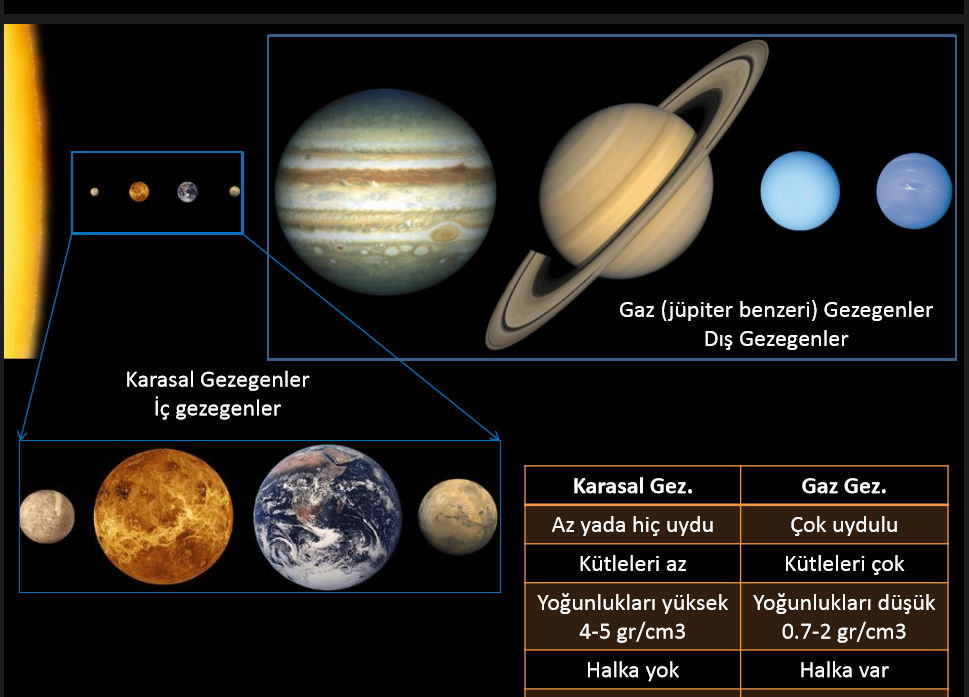 Gaz (jüpiter benzeri) Gezegenler
Dış Gezegenler
Karasal Gezegenler
İç gezegenler
Karasal Gez. Gaz Gez.
Az yada hiç uydu Çok uydulu
Kütleleri az Kütleleri çok
Yoğunlukları yüksek Yoğunlukları düşük
4-5 gr/cm3 0.7-2 gr/cm3
Halka yok Halka var